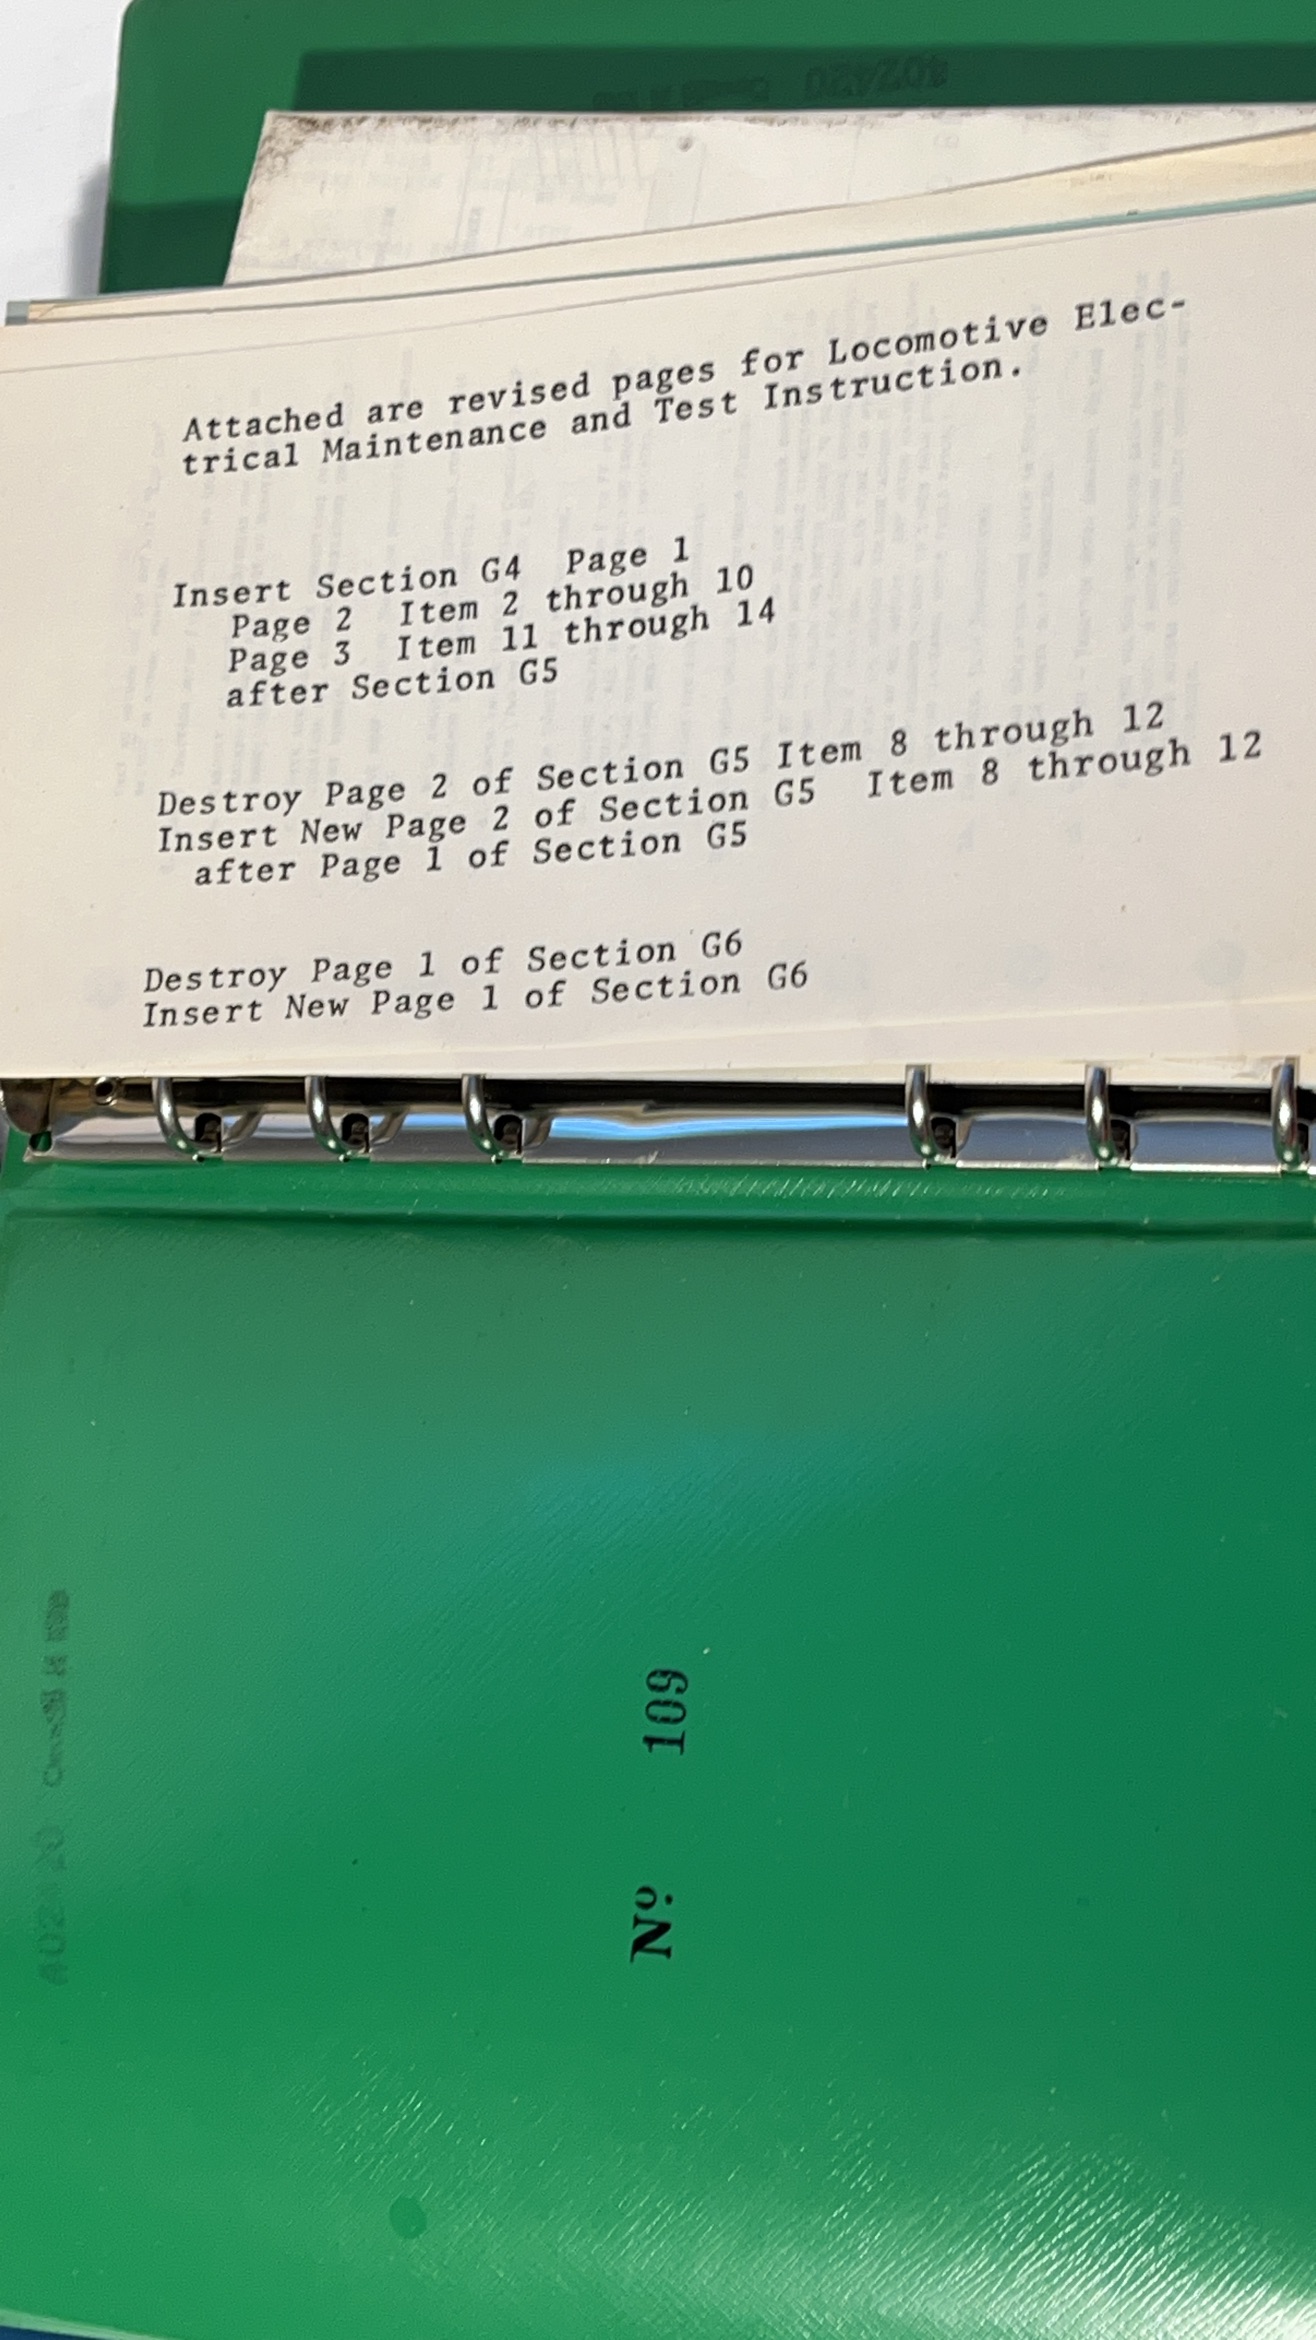 Attached are revised pages for Locomotive Elec-
trical Maintenance and Test Instruction.
Insert Section G4 Page 1
Page 2 Item 2 through 10
Page 3 Item 11 through 14
after Section G5
Destroy Page 2 of Section G5 Item 8 through 12
Insert New Page 2 of Section G5 Item 8 through 12
after Page 1 of Section G5
Destroy Page 1 of Section G6
Insert New Page 1 of Section G6
Nº. 109